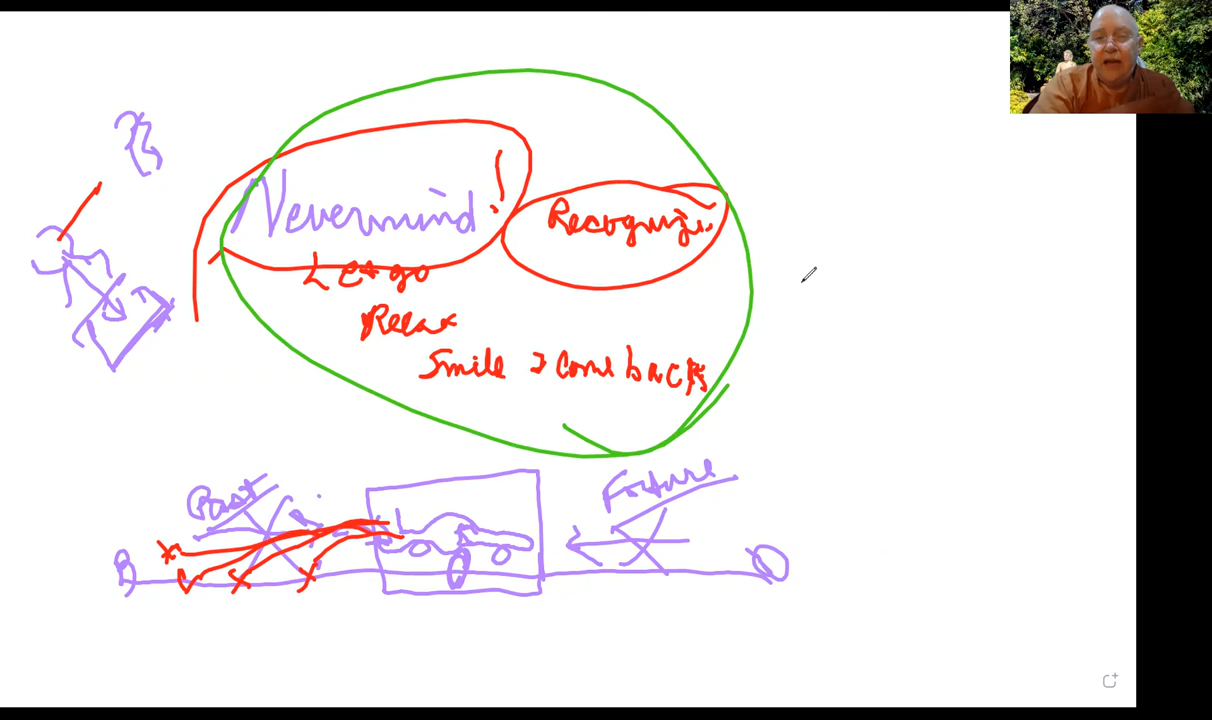 Nevermind! Recognize.
Let go
Relax
Smile → come back
Past Future
B D